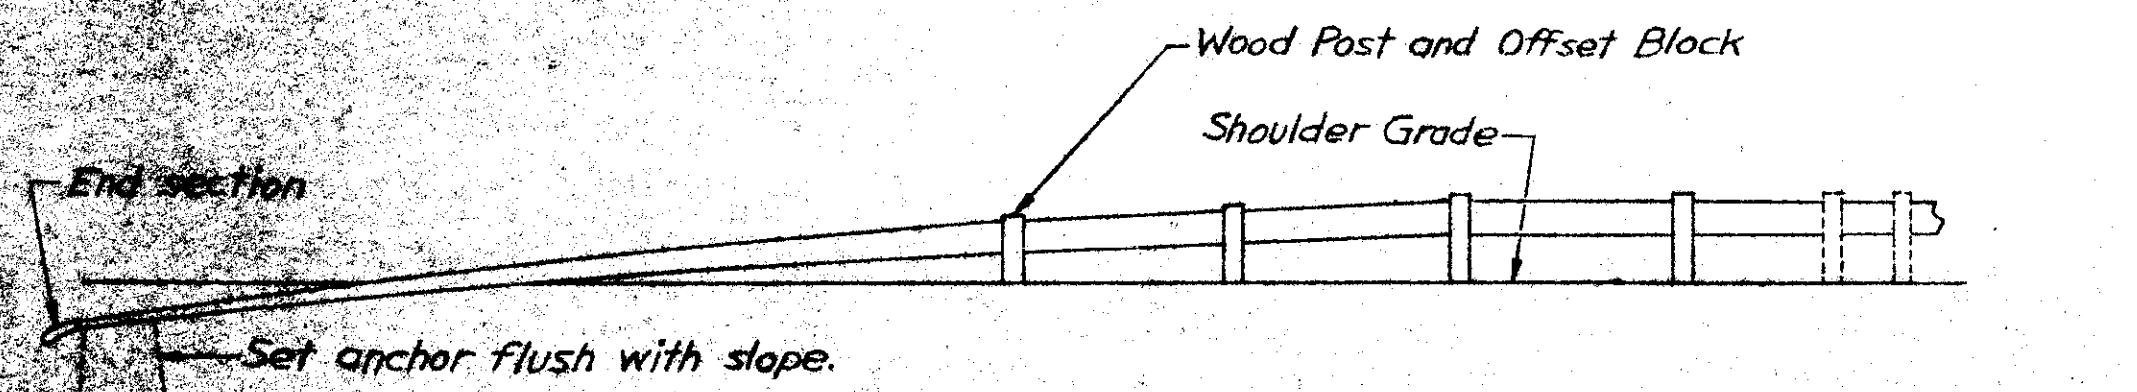 Wood Post and Offset Block
Shoulder Grade
End section
Set anchor flush with slope.